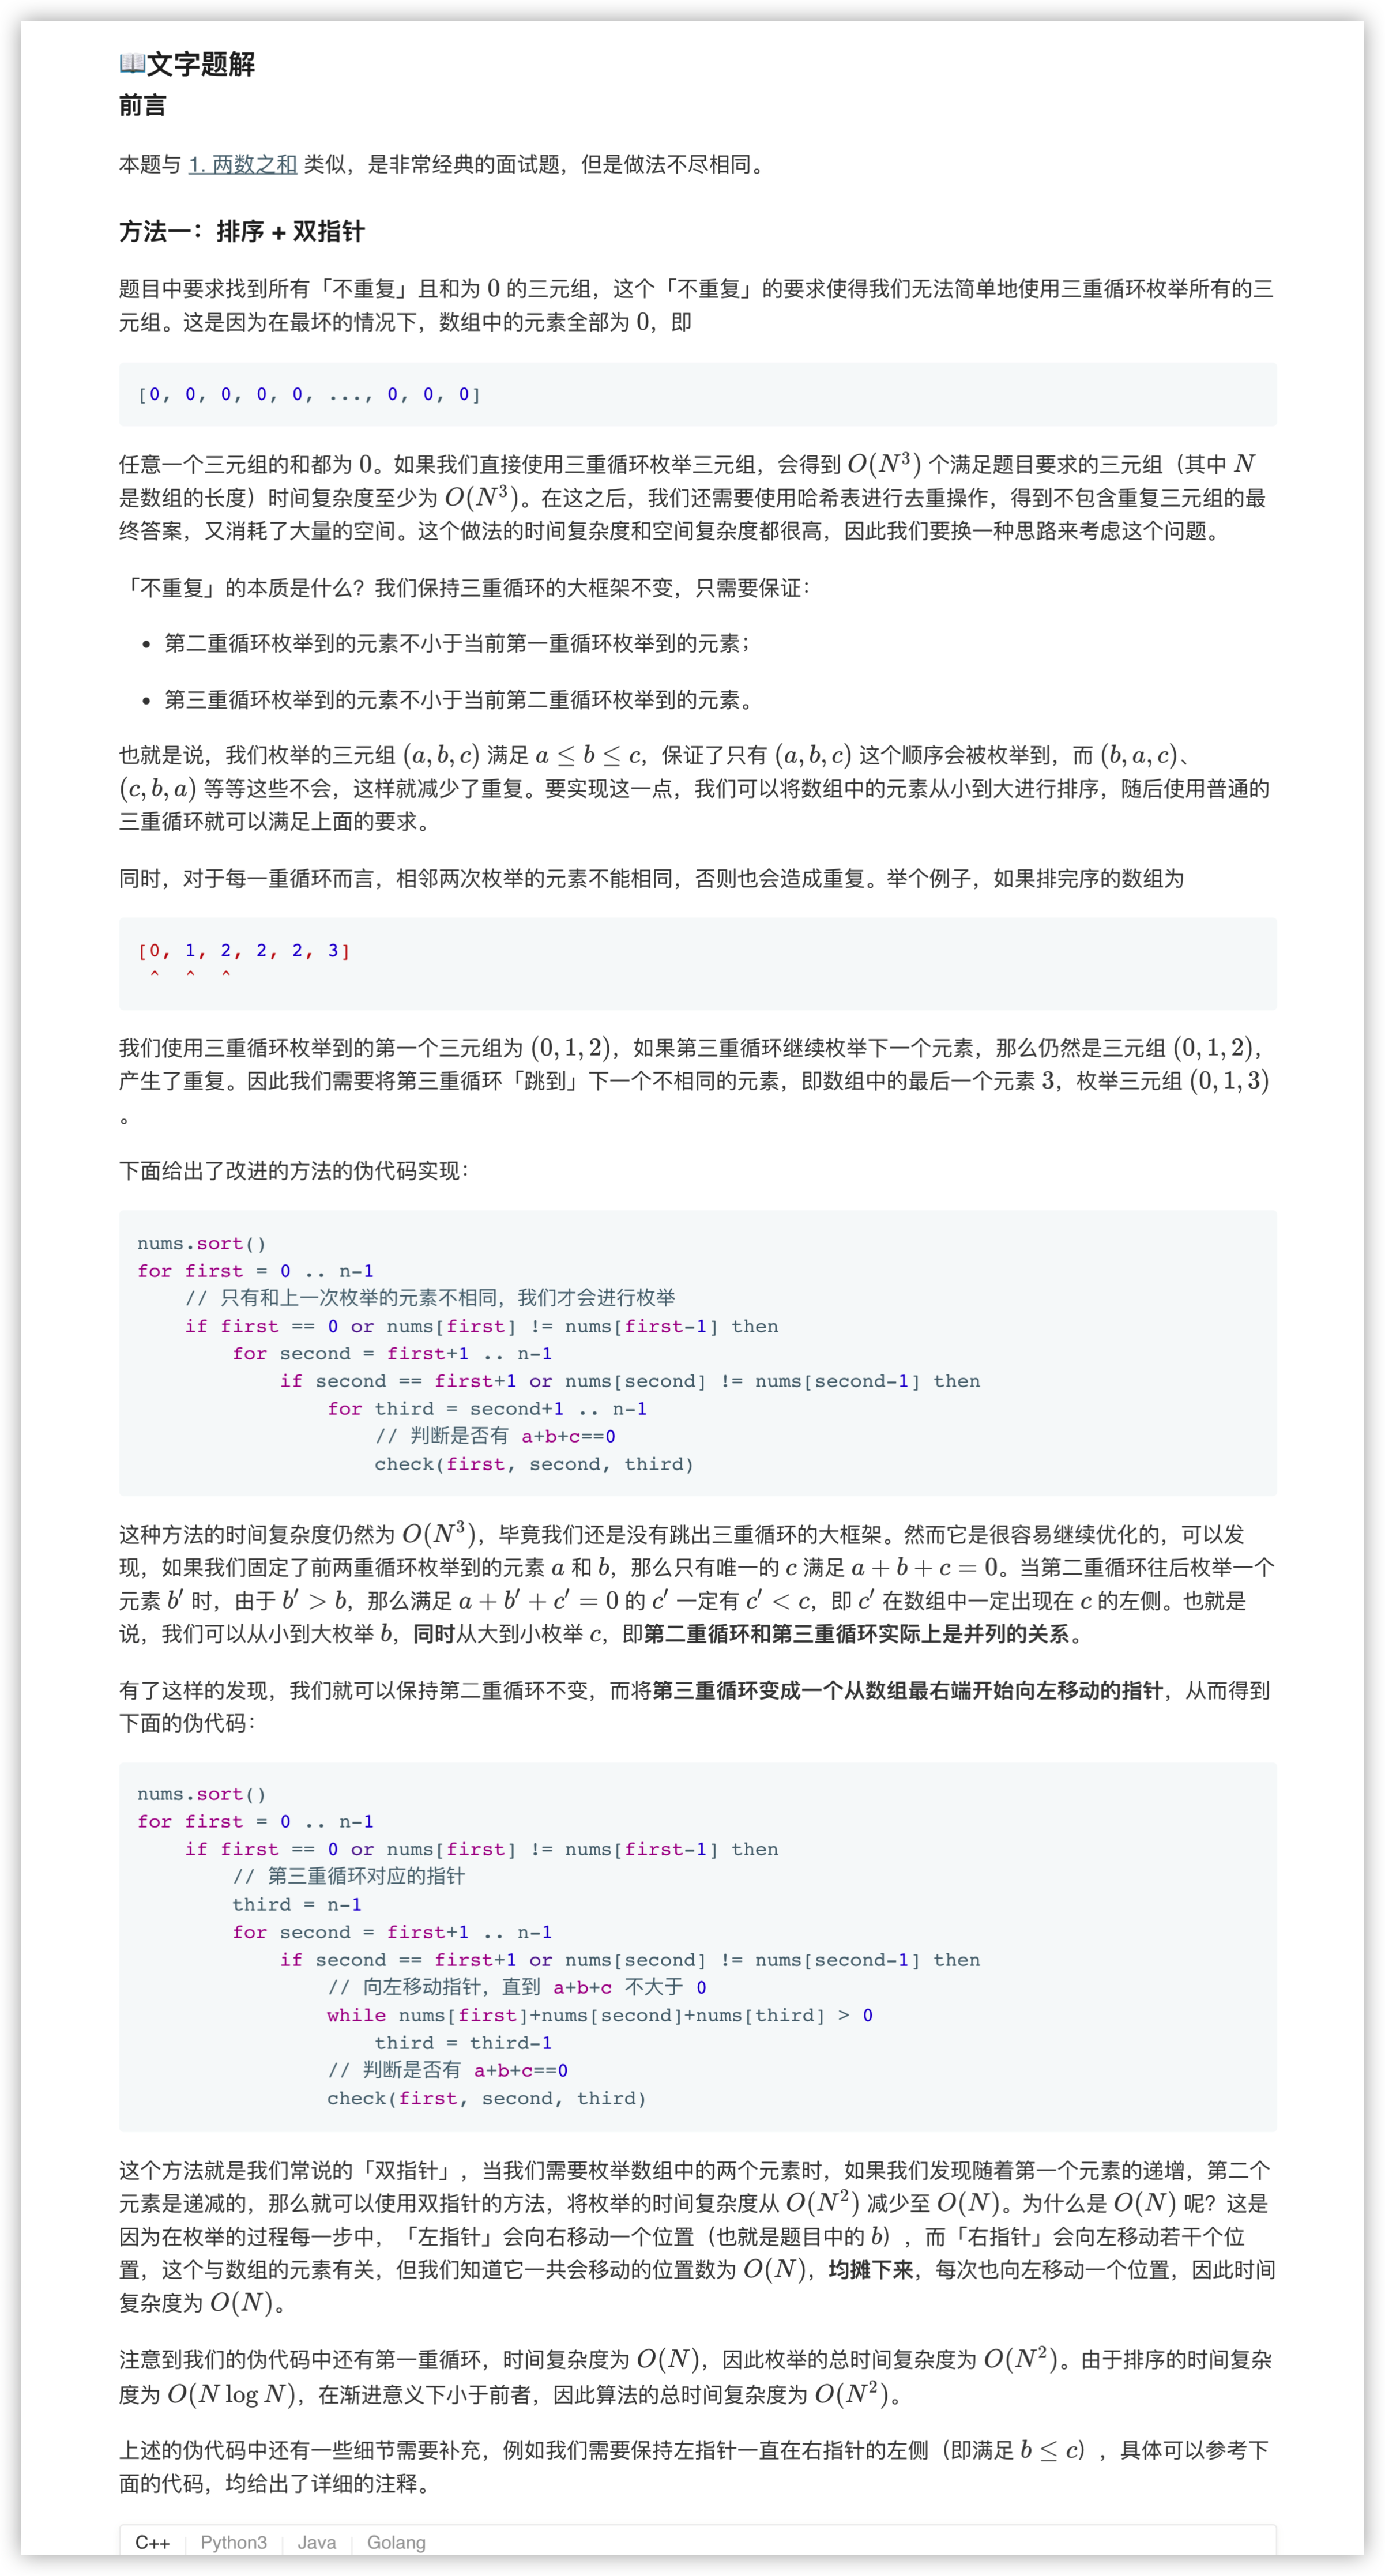 📖文字题解
前言
本题与 1. 两数之和 类似，是非常经典的面试题，但是做法不尽相同。
方法一：排序 + 双指针
题目中要求找到所有「不重复」且和为 0 的三元组，这个「不重复」的要求使得我们无法简单地使用三重循环枚举所有的三
元组。这是因为在最坏的情况下，数组中的元素全部为 0，即
[0, 0, 0, 0, 0, ..., 0, 0, 0]
任意一个三元组的和都为 0。如果我们直接使用三重循环枚举三元组，会得到 O(N³) 个满足题目要求的三元组（其中 N
是数组的长度）时间复杂度至少为 O(N³)。在这之后，我们还需要使用哈希表进行去重操作，得到不包含重复三元组的最
终答案，又消耗了大量的空间。这个做法的时间复杂度和空间复杂度都很高，因此我们要换一种思路来考虑这个问题。
「不重复」的本质是什么？我们保持三重循环的大框架不变，只需要保证：
• 第二重循环枚举到的元素不小于当前第一重循环枚举到的元素；
• 第三重循环枚举到的元素不小于当前第二重循环枚举到的元素。
也就是说，我们枚举的三元组 (a, b, c) 满足 a ≤ b ≤ c，保证了只有 (a, b, c) 这个顺序会被枚举到，而 (b, a, c)、
(c, b, a) 等等这些不会，这样就减少了重复。要实现这一点，我们可以将数组中的元素从小到大进行排序，随后使用普通的
三重循环就可以满足上面的要求。
同时，对于每一重循环而言，相邻两次枚举的元素不能相同，否则也会造成重复。举个例子，如果排完序的数组为
[0, 1, 2, 2, 2, 3]
 ^  ^  ^
我们使用三重循环枚举到的第一个三元组为 (0, 1, 2)，如果第三重循环继续枚举下一个元素，那么仍然是三元组 (0, 1, 2)，
产生了重复。因此我们需要将第三重循环「跳到」下一个不相同的元素，即数组中的最后一个元素 3，枚举三元组 (0, 1, 3)
。
下面给出了改进的方法的伪代码实现：
nums.sort()
for first = 0 .. n-1
    // 只有和上一次枚举的元素不相同，我们才会进行枚举
    if first == 0 or nums[first] != nums[first-1] then
        for second = first+1 .. n-1
            if second == first+1 or nums[second] != nums[second-1] then
                for third = second+1 .. n-1
                    // 判断是否有 a+b+c==0
                    check(first, second, third)
这种方法的时间复杂度仍然为 O(N³)，毕竟我们还是没有跳出三重循环的大框架。然而它是很容易继续优化的，可以发
现，如果我们固定了前两重循环枚举到的元素 a 和 b，那么只有唯一的 c 满足 a + b + c = 0。当第二重循环往后枚举一个
元素 b′ 时，由于 b′ > b，那么满足 a + b′ + c′ = 0 的 c′ 一定有 c′ < c，即 c′ 在数组中一定出现在 c 的左侧。也就是
说，我们可以从小到大枚举 b，同时从大到小枚举 c，即第二重循环和第三重循环实际上是并列的关系。
有了这样的发现，我们就可以保持第二重循环不变，而将第三重循环变成一个从数组最右端开始向左移动的指针，从而得到
下面的伪代码：
nums.sort()
for first = 0 .. n-1
    if first == 0 or nums[first] != nums[first-1] then
        // 第三重循环对应的指针
        third = n-1
        for second = first+1 .. n-1
            if second == first+1 or nums[second] != nums[second-1] then
                // 向左移动指针，直到 a+b+c 不大于 0
                while nums[first]+nums[second]+nums[third] > 0
                    third = third-1
                // 判断是否有 a+b+c==0
                check(first, second, third)
这个方法就是我们常说的「双指针」，当我们需要枚举数组中的两个元素时，如果我们发现随着第一个元素的递增，第二个
元素是递减的，那么就可以使用双指针的方法，将枚举的时间复杂度从 O(N²) 减少至 O(N)。为什么是 O(N) 呢？这是
因为在枚举的过程每一步中，「左指针」会向右移动一个位置（也就是题目中的 b），而「右指针」会向左移动若干个位
置，这个与数组的元素有关，但我们知道它一共会移动的位置数为 O(N)，均摊下来，每次也向左移动一个位置，因此时间
复杂度为 O(N)。
注意到我们的伪代码中还有第一重循环，时间复杂度为 O(N)，因此枚举的总时间复杂度为 O(N²)。由于排序的时间复杂
度为 O(N log N)，在渐进意义下小于前者，因此算法的总时间复杂度为 O(N²)。
上述的伪代码中还有一些细节需要补充，例如我们需要保持左指针一直在右指针的左侧（即满足 b ≤ c），具体可以参考下
面的代码，均给出了详细的注释。
C++ Python3 Java Golang